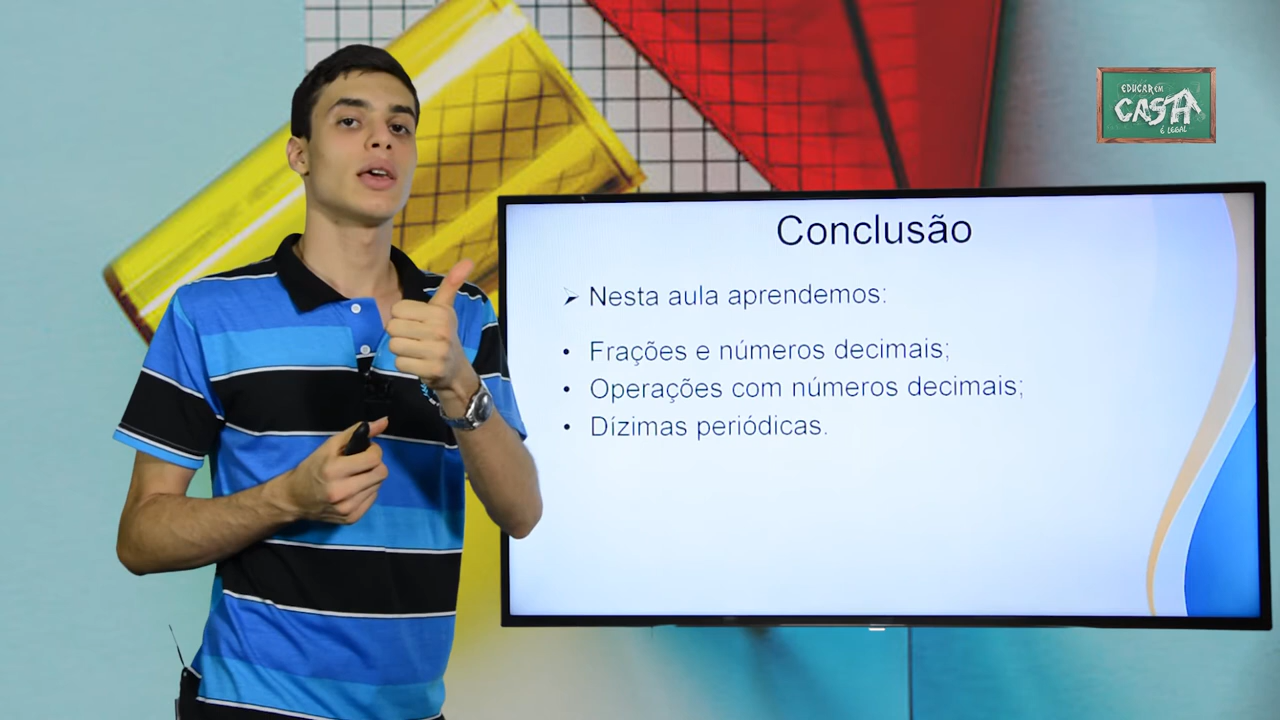 EDUCAR EM
CASA
É LEGAL
Conclusão
➢ Nesta aula aprendemos:
• Frações e números decimais;
• Operações com números decimais;
• Dízimas periódicas.